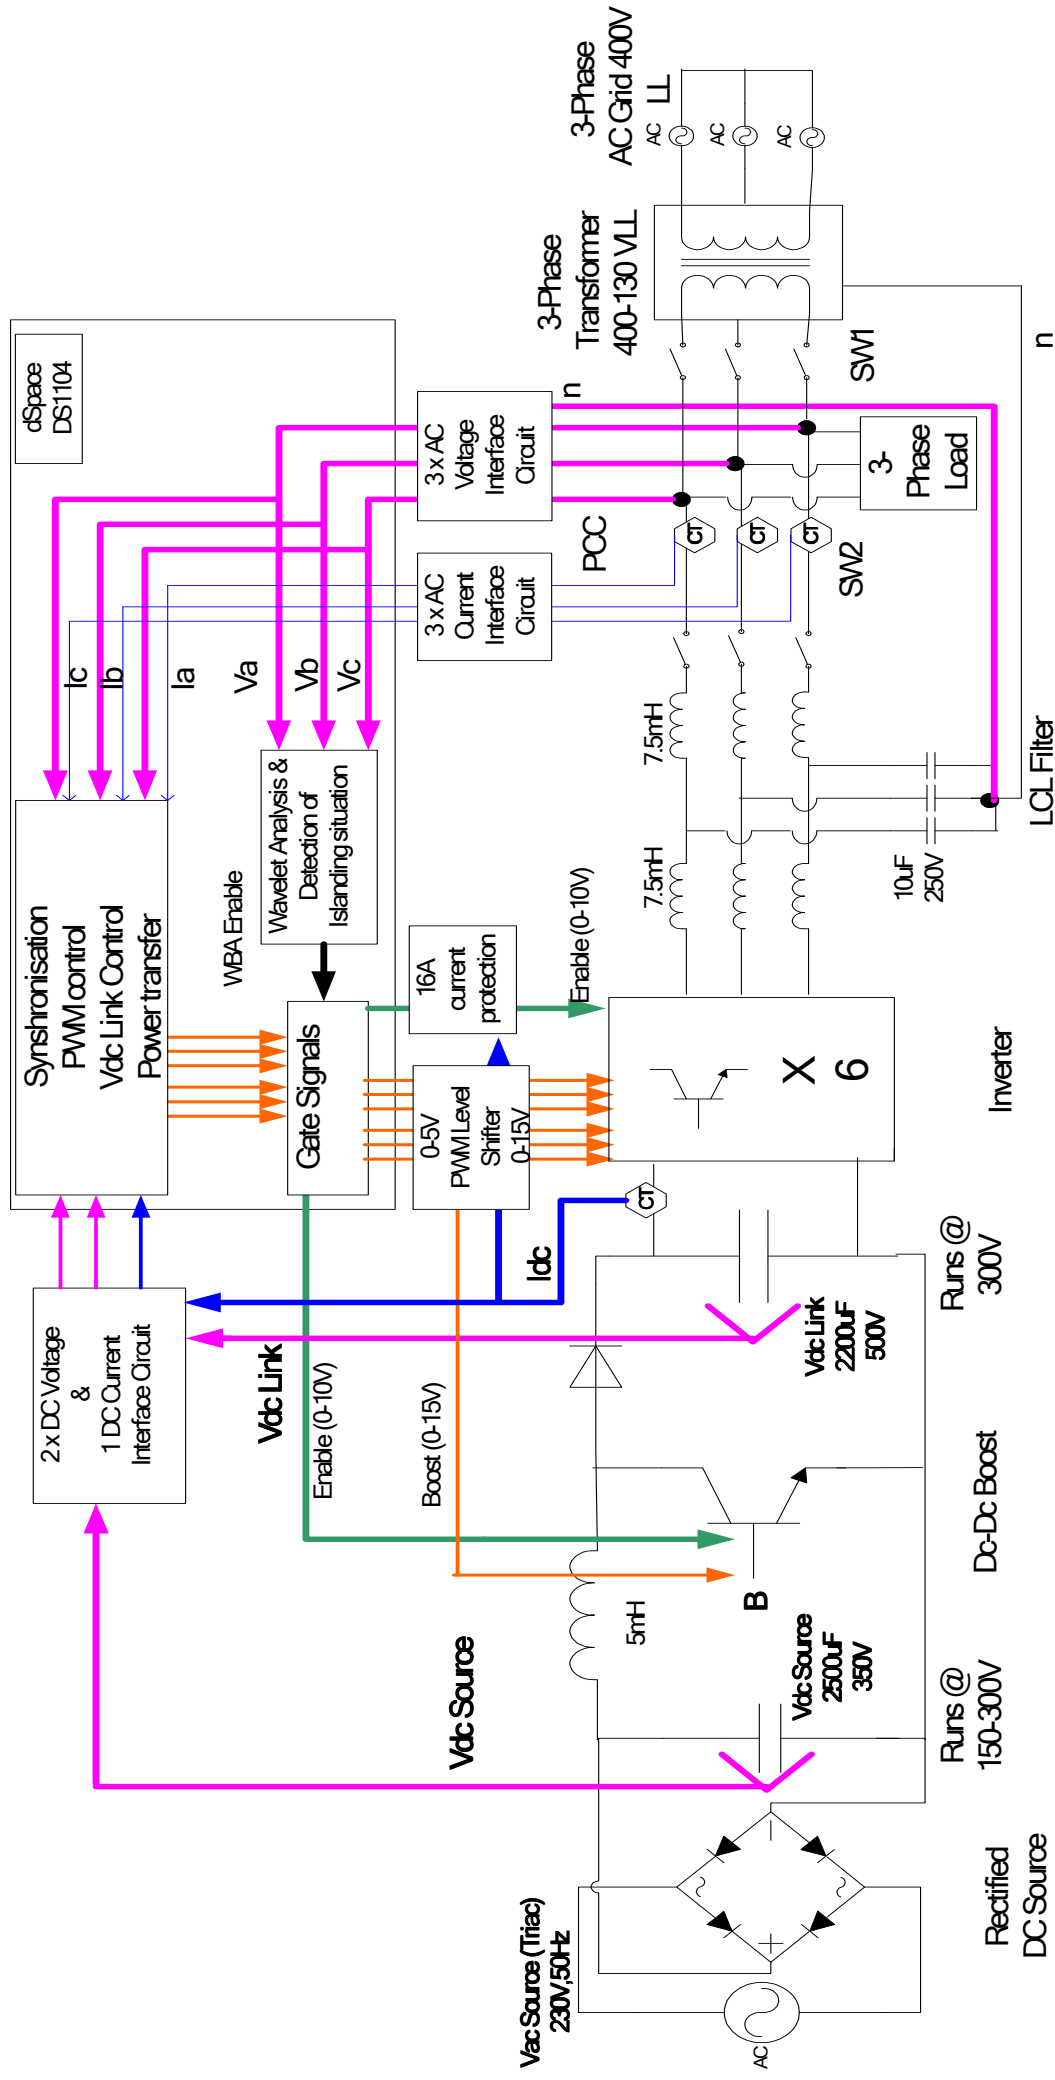 dSpace
DS1104
Synshronisation
PWM control
Vdc Link Control
Power transfer
Ic
Ib
Ia
Va
Vb
Vc
2 x DC Voltage
&
1 DC Current
Interface Circuit
WBA Enable
Wavelet Analysis &
Detection of
Islanding situation
Gate Signals
3 x AC
Current
Interface
Circuit
3 x AC
Voltage
Interface
Circuit
n
PCC
16A
current
protection
0-5V
PWM Level
Shifter
0-15V
Enable (0-10V)
Vdc Link
Enable (0-10V)
Boost (0-15V)
Idc
Vdc Source
3-Phase
Transformer
400-130 VLL
3-Phase
AC Grid 400V
LL
AC
AC
AC
Vac Source (Triac)
230V,50Hz
AC
5mH
B
Vdc Source
2500uF
350V
Vdc Link
2200uF
500V
CT
X
6
7.5mH
7.5mH
10uF
250V
CT
CT
CT
SW2
SW1
3-
Phase
Load
n
Rectified
DC Source
Runs @
150-300V
Dc-Dc Boost
Runs @
300V
Inverter
LCL Filter